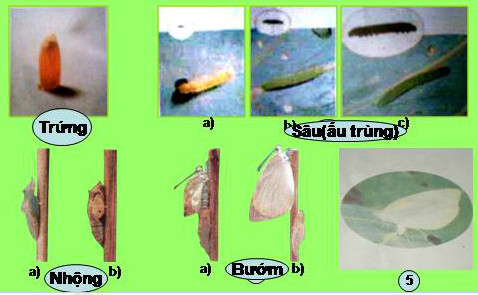 Trứng
a) b) c)
Sâu(ấu trùng)
a) Nhộng b)
a) Bướm b)
5